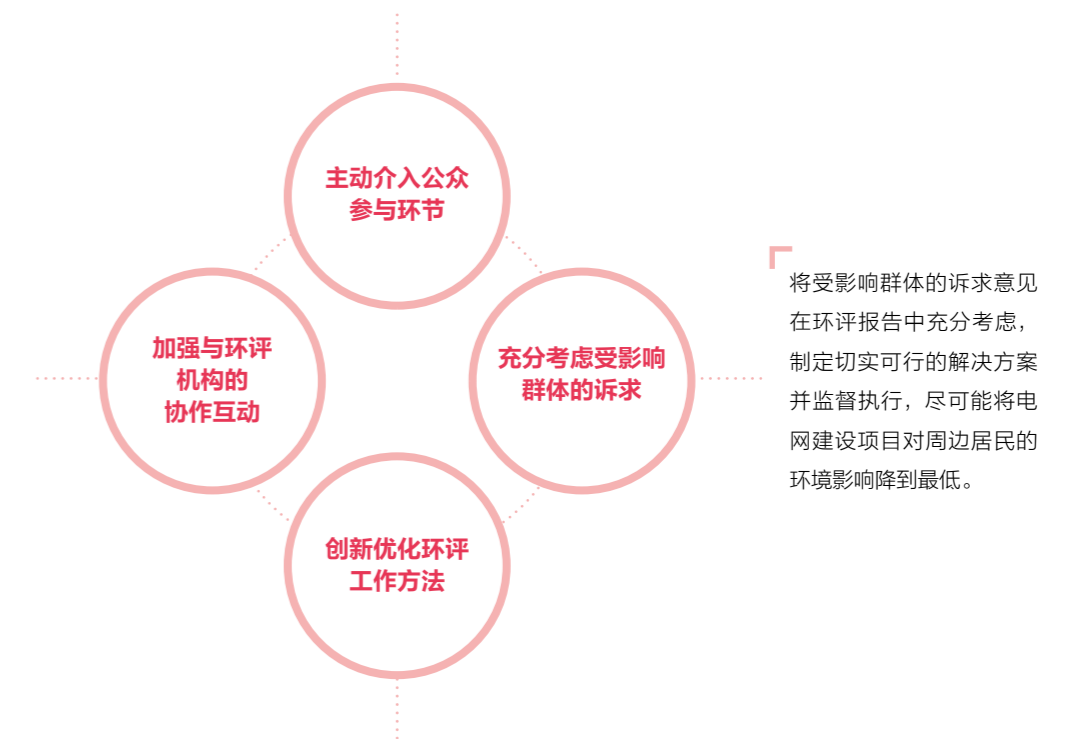 主动介入公众
参与环节
加强与环评
机构的
协作互动
充分考虑受影响
群体的诉求
创新优化环评
工作方法
将受影响群体的诉求意见
在环评报告中充分考虑，
制定切实可行的解决方案
并监督执行，尽可能将电
网建设项目对周边居民的
环境影响降到最低。